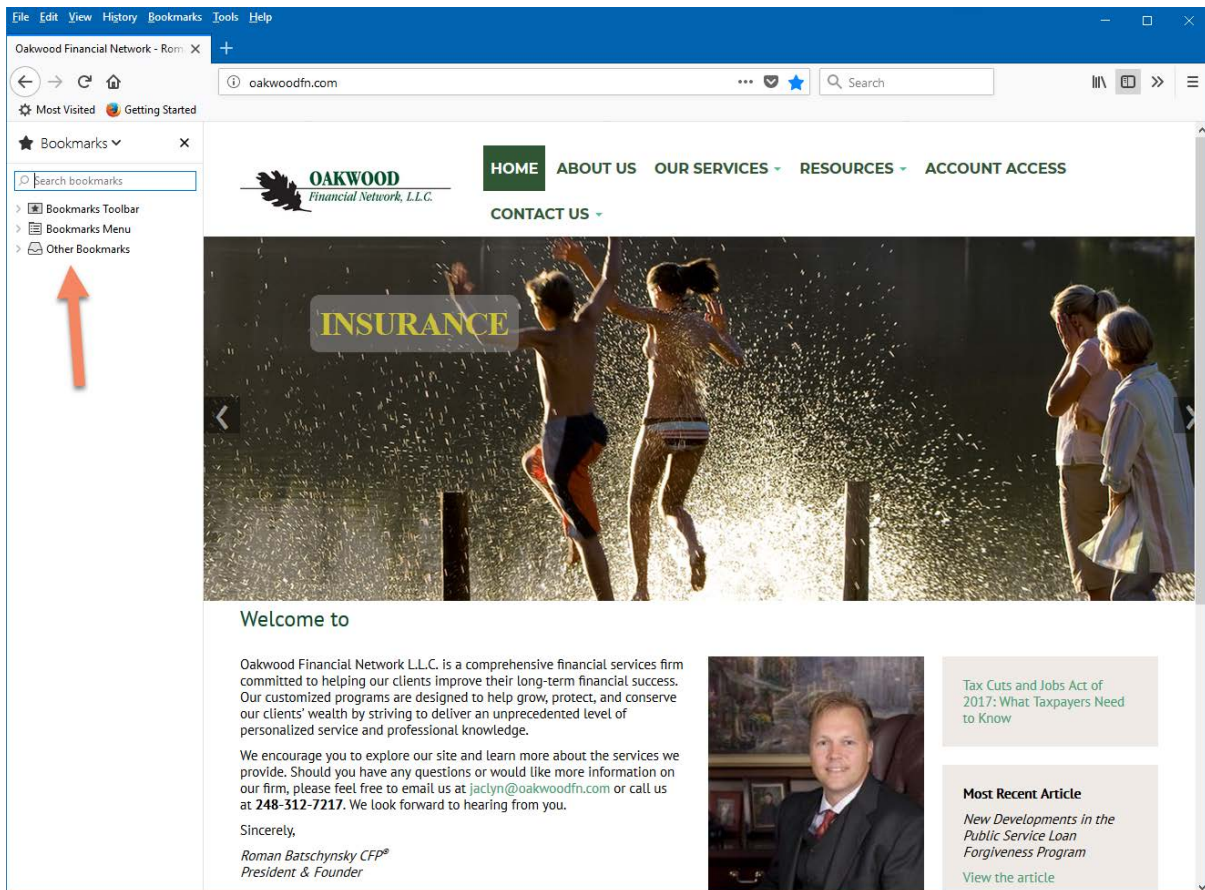 File Edit View History Bookmarks Tools Help
Oakwood Financial Network - Rom
oakwoodfn.com
Search
Most Visited Getting Started
Bookmarks
Search bookmarks
Bookmarks Toolbar
Bookmarks Menu
Other Bookmarks
OAKWOOD
Financial Network, L.L.C.
HOME ABOUT US OUR SERVICES RESOURCES ACCOUNT ACCESS
CONTACT US
INSURANCE
Welcome to
Oakwood Financial Network L.L.C. is a comprehensive financial services firm
committed to helping our clients improve their long-term financial success.
Our customized programs are designed to help grow, protect, and conserve
our clients' wealth by striving to deliver an unprecedented level of
personalized service and professional knowledge.
We encourage you to explore our site and learn more about the services we
provide. Should you have any questions or would like more information on
our firm, please feel free to email us at jaclyn@oakwoodfn.com or call us
at 248-312-7217. We look forward to hearing from you.
Sincerely,
Roman Batschynsky CFP®
President & Founder
Tax Cuts and Jobs Act of
2017: What Taxpayers Need
to Know
Most Recent Article
New Developments in the
Public Service Loan
Forgiveness Program
View the article